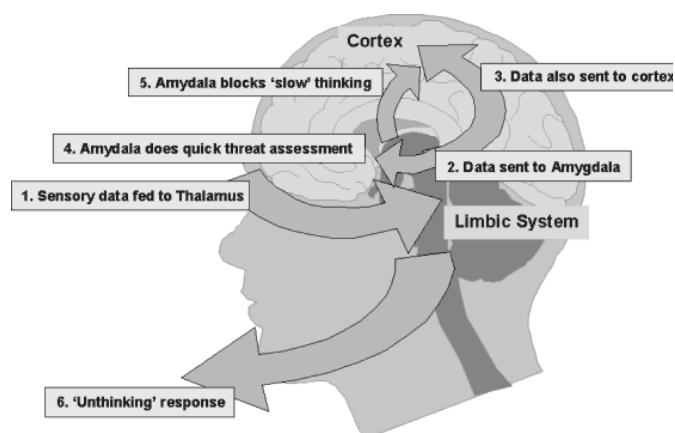 Cortex
5. Amydala blocks ‘slow’ thinking
3. Data also sent to cortex
4. Amydala does quick threat assessment
2. Data sent to Amygdala
1. Sensory data fed to Thalamus
Limbic System
6. ‘Unthinking’ response